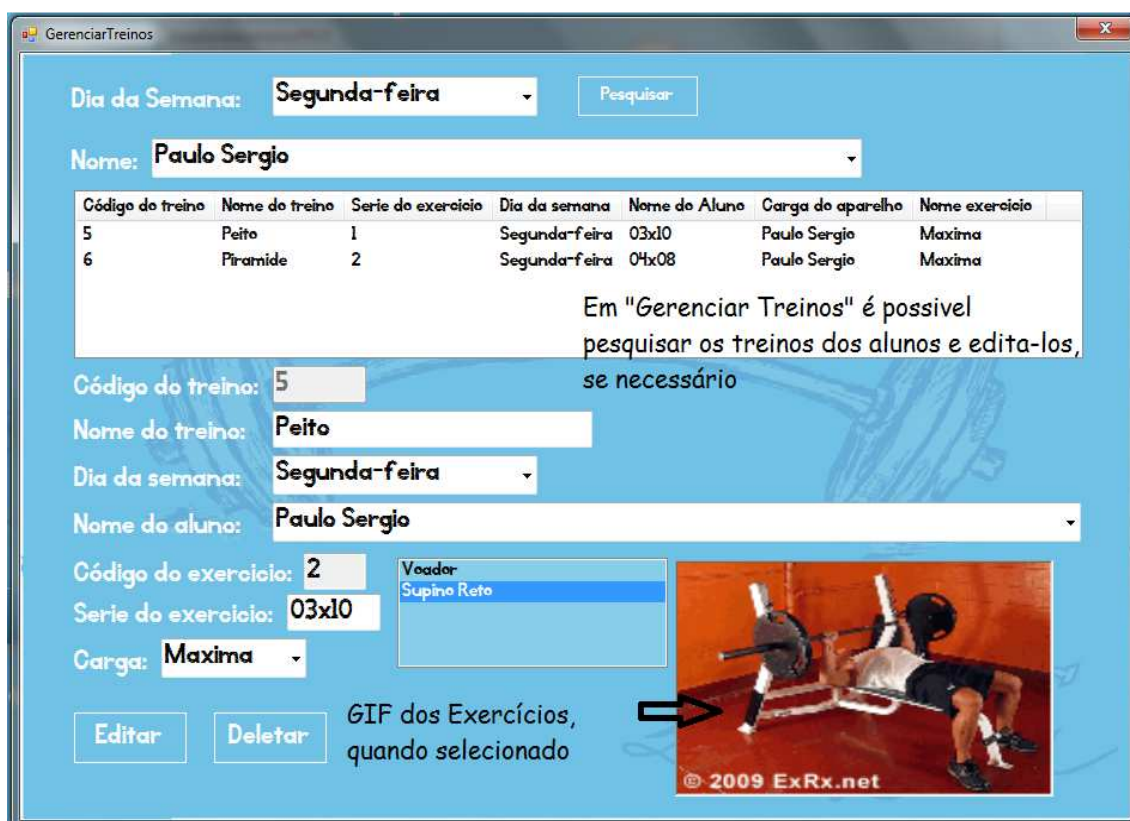 GerenciarTreinos
Dia da Semana: Segunda-feira Pesquisar
Nome: Paulo Sergio
Código do treino Nome do treino Serie do exercicio Dia da semana Nome do Aluno Carga do aparelho Nome exercicio
5 Peito 1 Segunda-feira 03x10 Paulo Sergio Maxima
6 Piramide 2 Segunda-feira 04x08 Paulo Sergio Maxima
Em "Gerenciar Treinos" é possivel
pesquisar os treinos dos alunos e edita-los,
se necessário
Código do treino: 5
Nome do treino: Peito
Dia da semana: Segunda-feira
Nome do aluno: Paulo Sergio
Código do exercicio: 2
Serie do exercicio: 03x10
Carga: Maxima
Voador
Supino Reto
Editar Deletar
GIF dos Exercícios,
quando selecionado
© 2009 ExRx.net